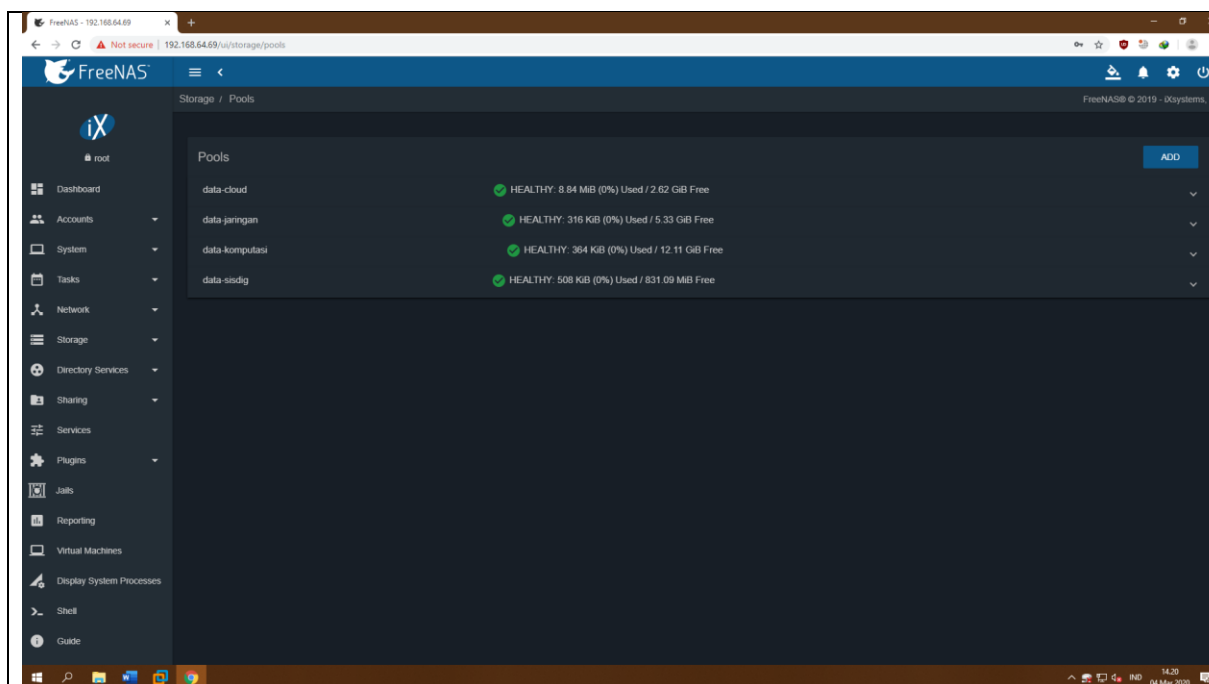 FreeNAS - 192.168.64.69
Not secure | 192.168.64.69/ui/storage/pools
FreeNAS
Storage / Pools
FreeNAS® © 2019 - iXsystems,
iX
root
Pools
ADD
Dashboard
data-cloud HEALTHY: 8.84 MiB (0%) Used / 2.62 GiB Free
Accounts
data-jaringan HEALTHY: 316 KiB (0%) Used / 5.33 GiB Free
System
data-komputasi HEALTHY: 364 KiB (0%) Used / 12.11 GiB Free
Tasks
data-sisdig HEALTHY: 508 KiB (0%) Used / 831.09 MiB Free
Network
Storage
Directory Services
Sharing
Services
Plugins
Jails
Reporting
Virtual Machines
Display System Processes
Shell
Guide
IND
14.20
04 Mar 2020